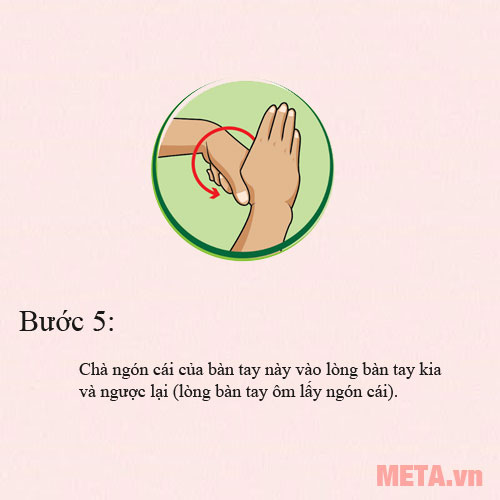 Bước 5:
Chà ngón cái của bàn tay này vào lòng bàn tay kia
và ngược lại (lòng bàn tay ôm lấy ngón cái).
META.vn